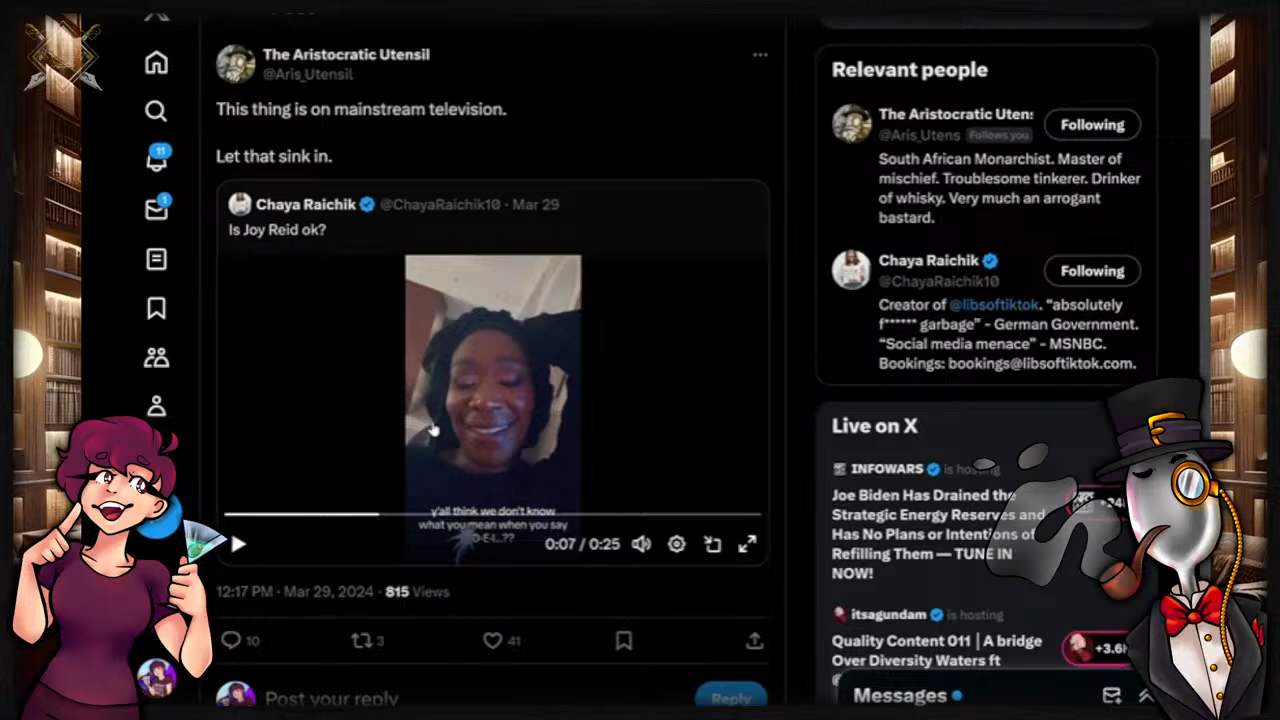 The Aristocratic Utensil
@Aris_Utensil
This thing is on mainstream television.
Let that sink in.
Chaya Raichik @ChayaRaichik10 · Mar 29
Is Joy Reid ok?
y'all think we don't know
what you mean when you say
D-E-I...??
0:07 / 0:25
12:17 PM · Mar 29, 2024 · 815 Views
10
3
41
Post your reply
Reply
11
1
Relevant people
The Aristocratic Uten:
@Aris_Utens Follows you
Following
South African Monarchist. Master of
mischief. Troublesome tinkerer. Drinker
of whisky. Very much an arrogant
bastard.
Chaya Raichik
@ChayaRaichik10
Following
Creator of @libsoftiktok. “absolutely
f****** garbage” - German Government.
“Social media menace” - MSNBC.
Bookings: bookings@libsoftiktok.com.
Live on X
INFOWARS is hosting
Joe Biden Has Drained the
Strategic Energy Reserves and
Has No Plans or Intentions of
Refilling Them — TUNE IN
NOW!
itsagundam is hosting
Quality Content 011 | A bridge
Over Diversity Waters ft
Messages